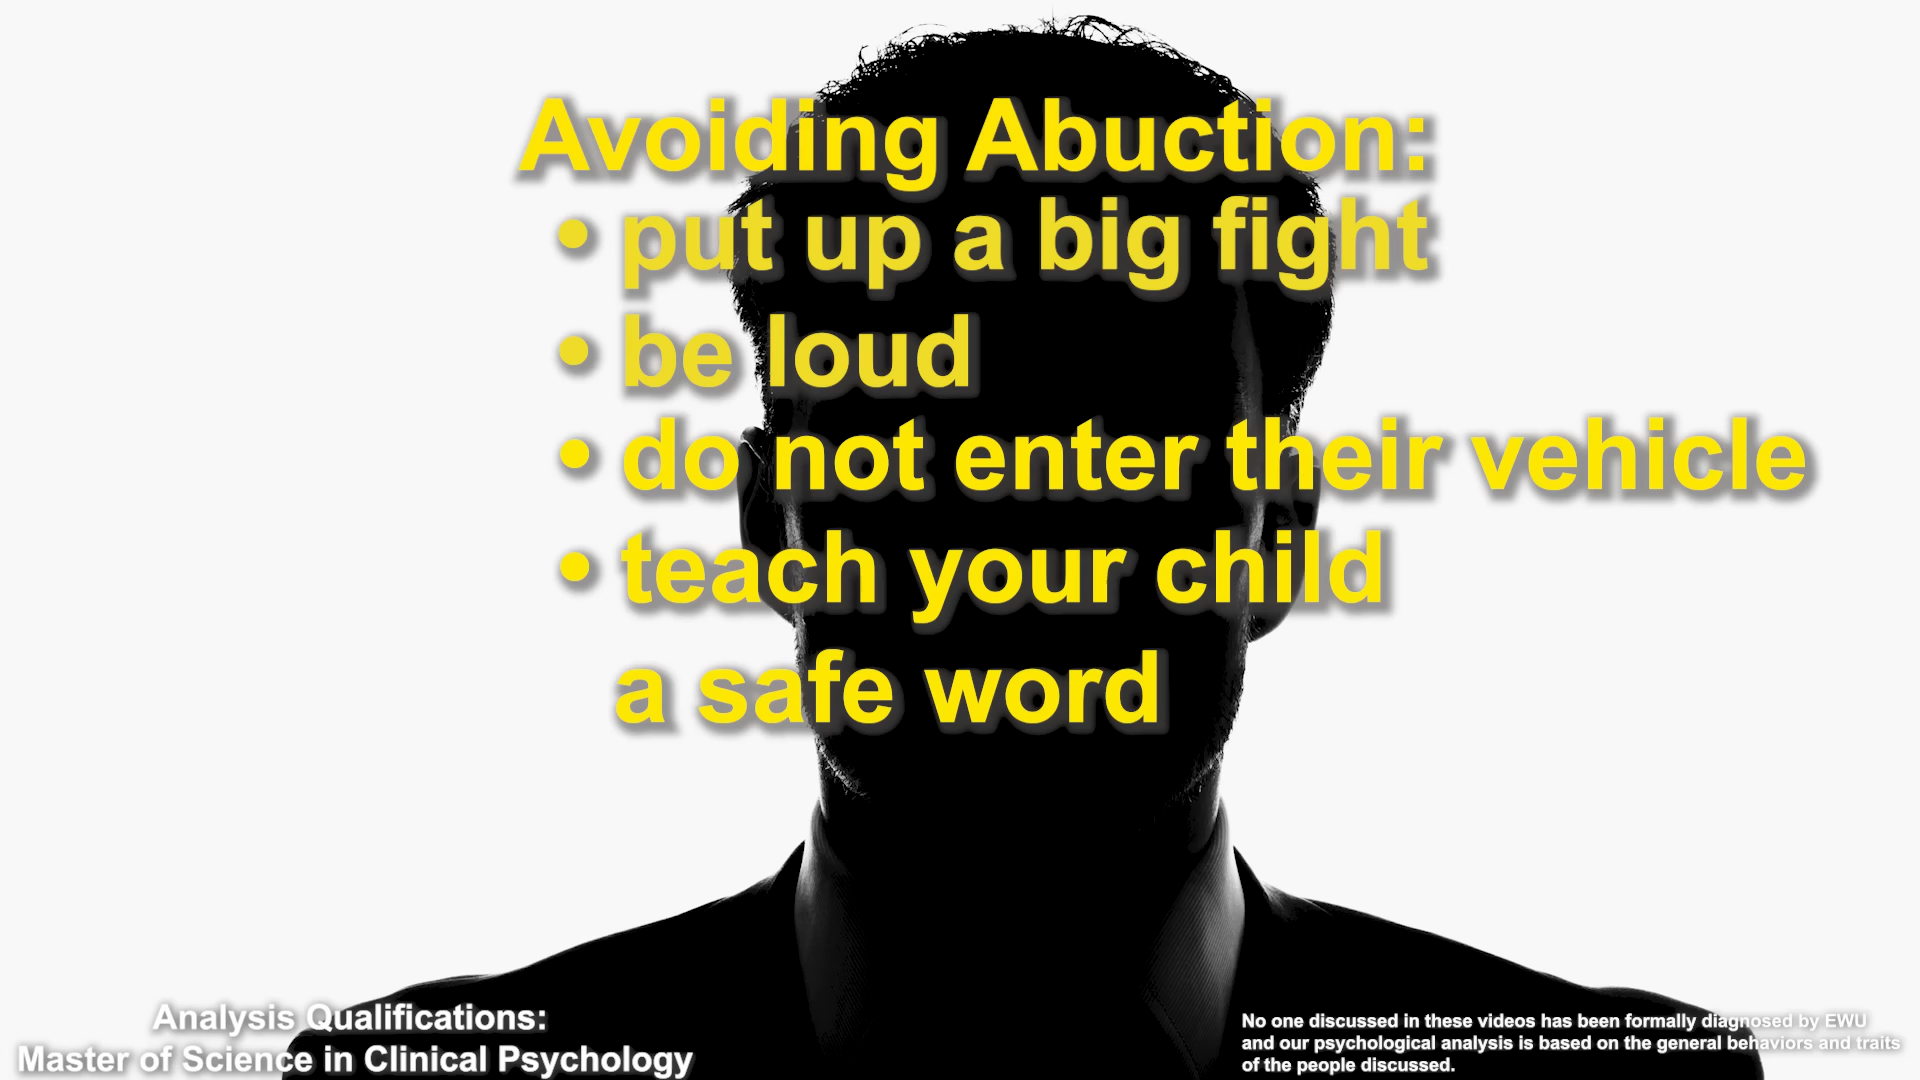 Avoiding Abuction:
• put up a big fight
• be loud
• do not enter their vehicle
• teach your child
a safe word
Analysis Qualifications:
Master of Science in Clinical Psychology
No one discussed in these videos has been formally diagnosed by EWU
and our psychological analysis is based on the general behaviors and traits
of the people discussed.